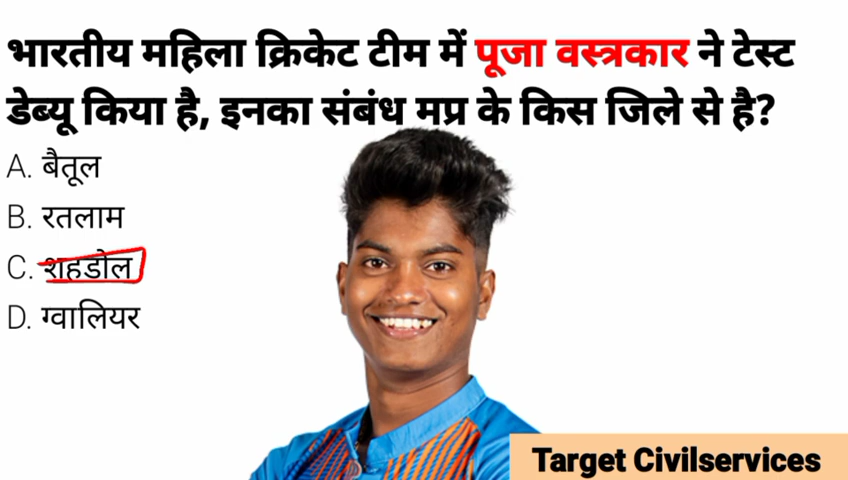 भारतीय महिला क्रिकेट टीम में पूजा वस्त्रकार ने टेस्ट
डेब्यू किया है, इनका संबंध मप्र के किस जिले से है?
A. बैतूल
B. रतलाम
C. शहडोल
D. ग्वालियर
Target Civilservices